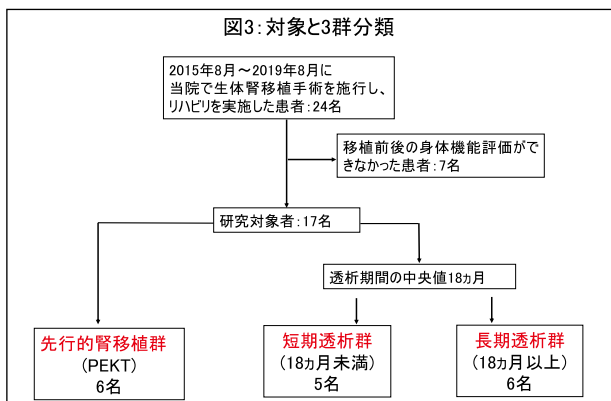 図3：対象と3群分類
2015年8月～2019年8月に
当院で生体腎移植手術を施行し、
リハビリを実施した患者：24名
移植前後の身体機能評価がで
きなかった患者：7名
研究対象者：17名
透析期間の中央値18ヵ月
先行的腎移植群
（PEKT）
6名
短期透析群
（18ヵ月未満）
5名
長期透析群
（18ヵ月以上）
6名